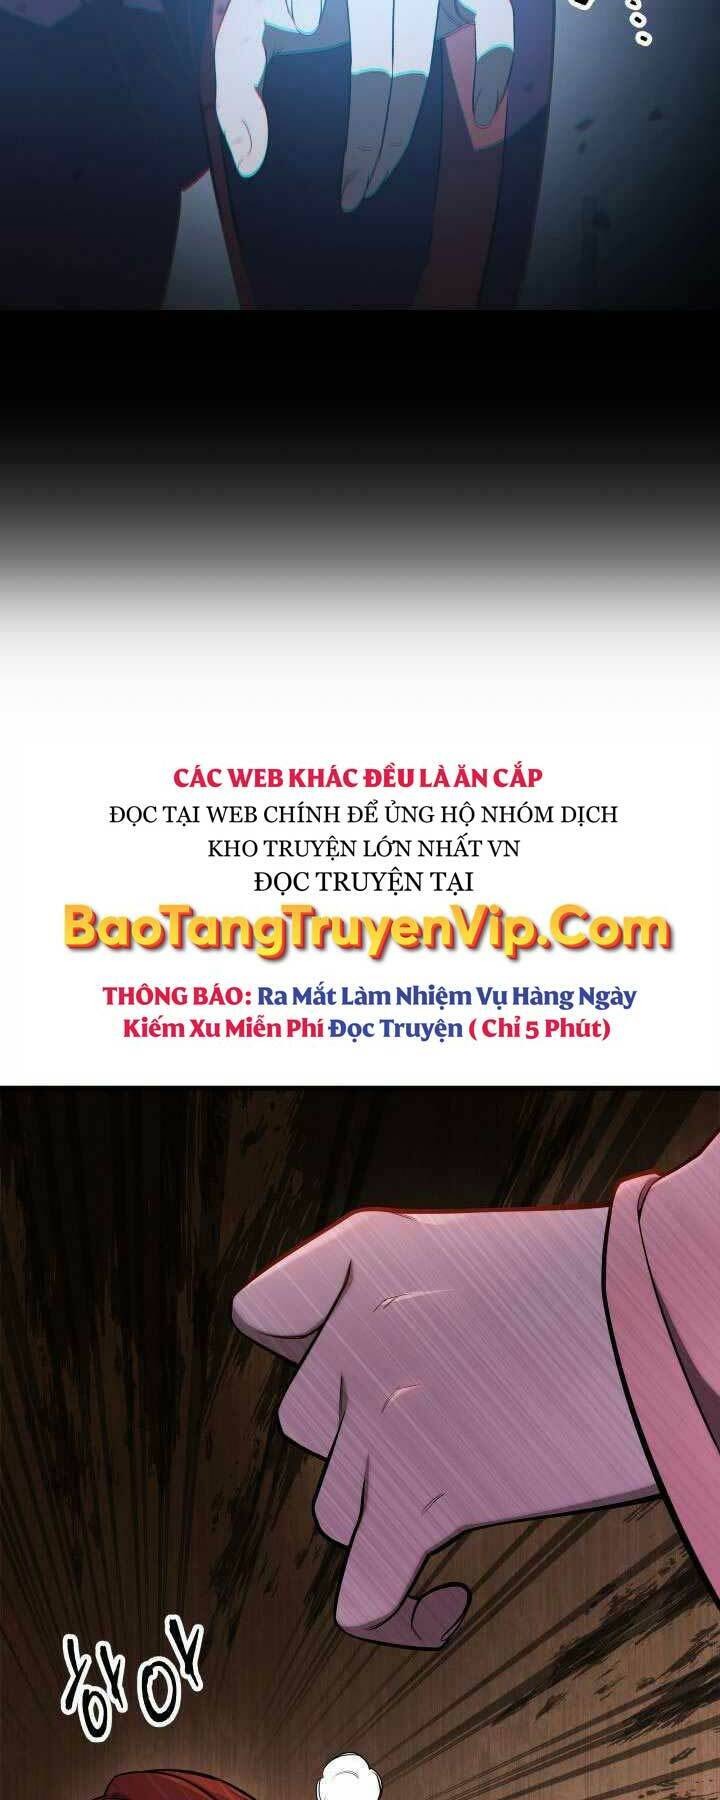 CÁC WEB KHÁC ĐỀU LÀ ĂN CẮP
ĐỌC TẠI WEB CHÍNH ĐỂ ỦNG HỘ NHÓM DỊCH
KHO TRUYỆN LỚN NHẤT VN
ĐỌC TRUYỆN TẠI
BaoTangTruyenVip.Com
THÔNG BÁO: Ra Mắt Làm Nhiệm Vụ Hàng Ngày
Kiếm Xu Miễn Phí Đọc Truyện ( Chỉ 5 Phút)